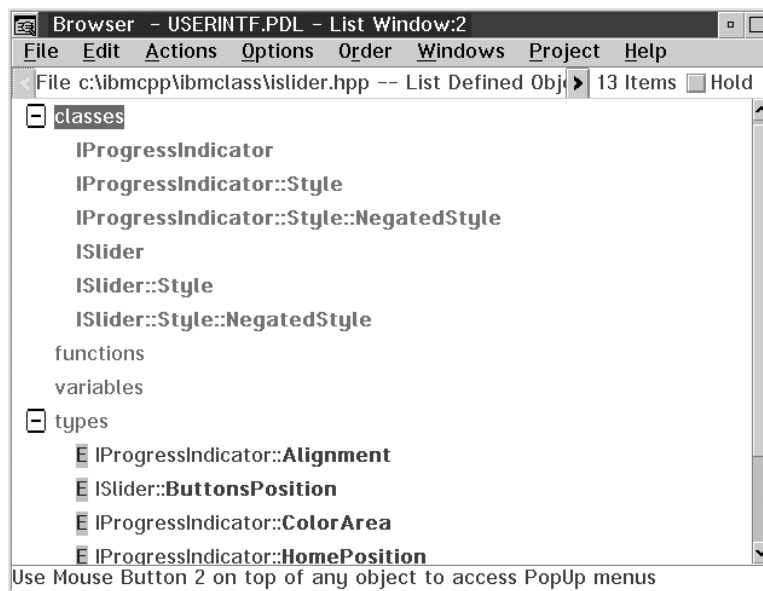 Browser - USERINTF.PDL - List Window:2
File Edit Actions Options Order Windows Project Help
File c:\ibmcpp\ibmclass\islider.hpp -- List Defined Obj 13 Items Hold
classes
IProgressIndicator
IProgressIndicator::Style
IProgressIndicator::Style::NegatedStyle
ISlider
ISlider::Style
ISlider::Style::NegatedStyle
functions
variables
types
E IProgressIndicator::Alignment
E ISlider::ButtonsPosition
E IProgressIndicator::ColorArea
E IProgressIndicator::HomePosition
Use Mouse Button 2 on top of any object to access PopUp menus